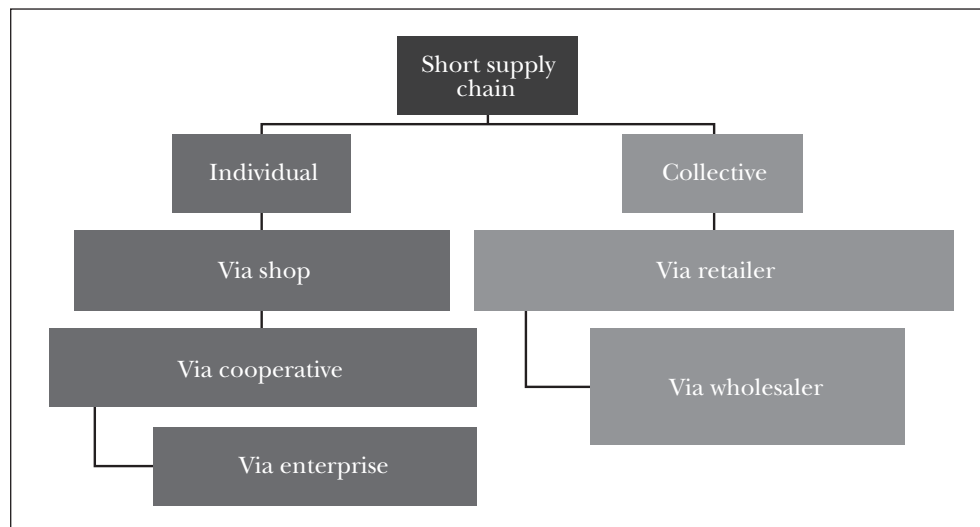 Short supply
chain
Individual
Collective
Via shop
Via retailer
Via cooperative
Via wholesaler
Via enterprise